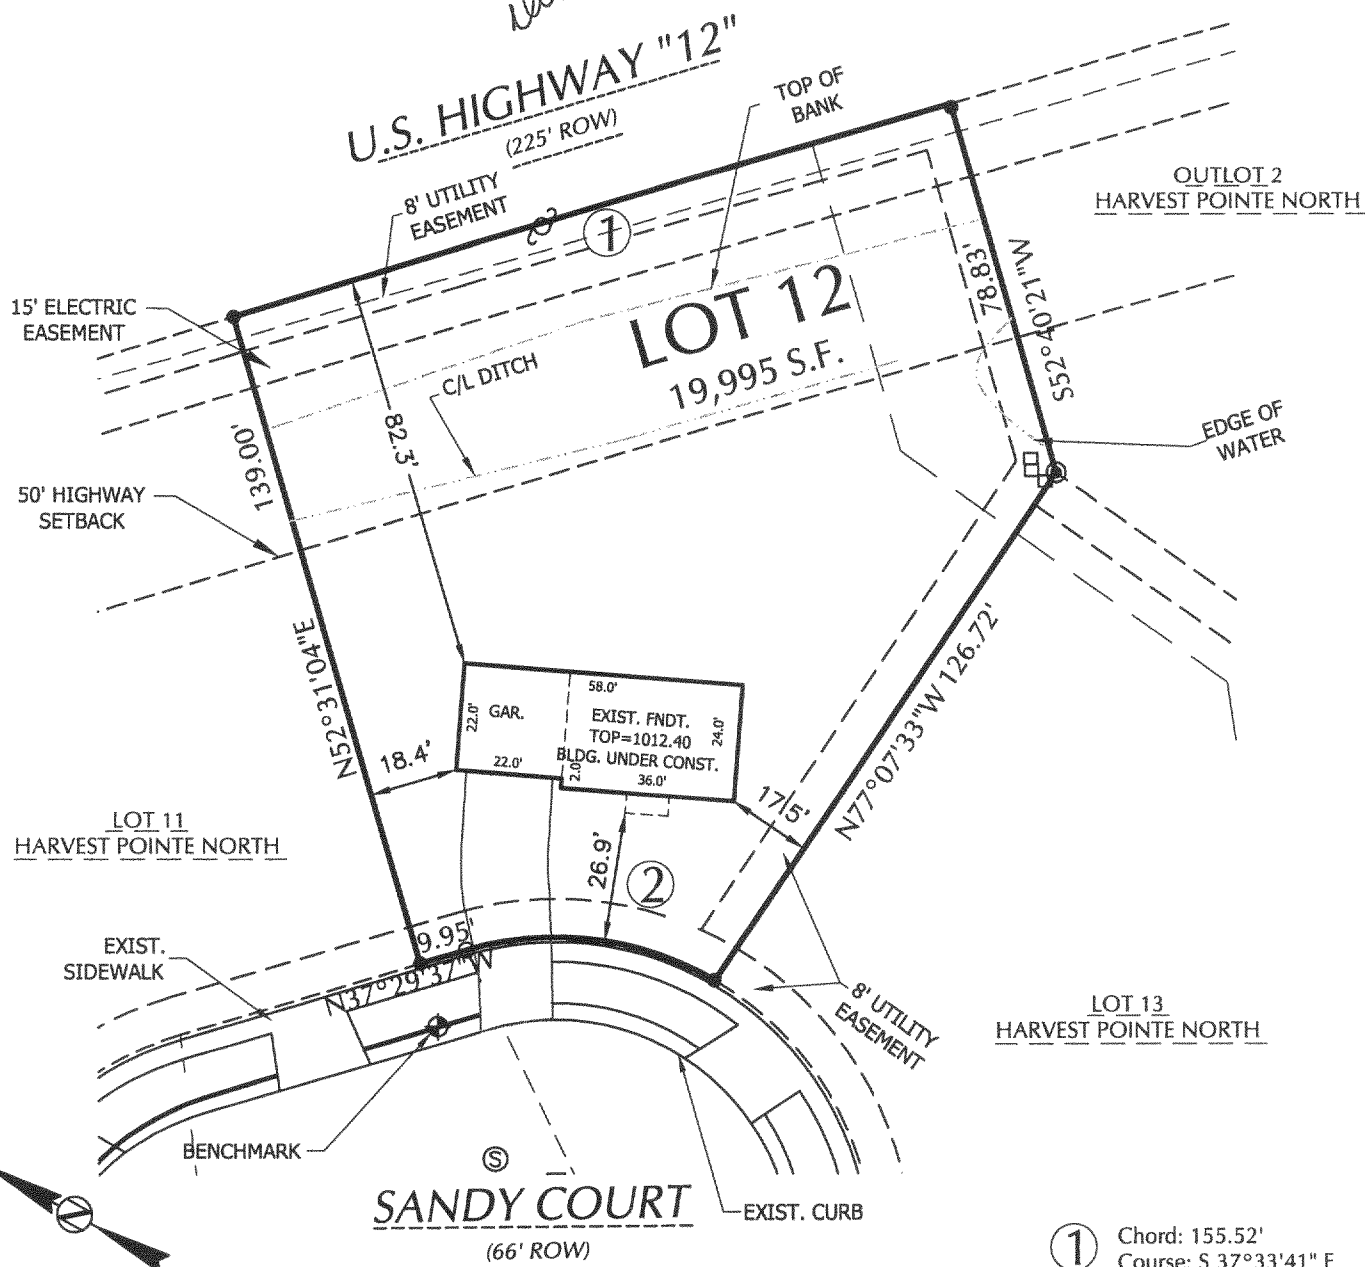 U.S. HIGHWAY "12"
(225' ROW)
TOP OF
BANK
8' UTILITY
EASEMENT
1
OUTLOT 2
HARVEST POINTE NORTH
15' ELECTRIC
EASEMENT
LOT 12
19,995 S.F.
78.83'
S52°40'21"W
C/L DITCH
82.3'
139.00'
EDGE OF
WATER
50' HIGHWAY
SETBACK
N52°31'04"E
18.4'
58.0'
22.0'
GAR.
EXIST. FNDT.
TOP=1012.40
BLDG. UNDER CONST.
24.0'
22.0'
2.0'
36.0'
17.5'
N77°07'33"W 126.72'
LOT 11
HARVEST POINTE NORTH
26.9'
2
9.95'
N37°29'37"W
EXIST.
SIDEWALK
8' UTILITY
EASEMENT
LOT 13
HARVEST POINTE NORTH
BENCHMARK
S
SANDY COURT
(66' ROW)
EXIST. CURB
N
1
Chord: 155.52'
Course: S 37°33'41" E